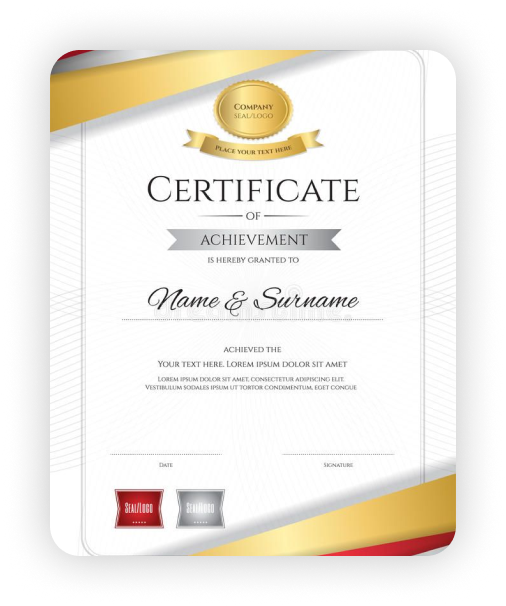 Company
SEAL/LOGO
PLACE YOUR TEXT HERE
CERTIFICATE
OF
ACHIEVEMENT
IS HEREBY GRANTED TO
Name & Surname
ACHIEVED THE
YOUR TEXT HERE. LOREM IPSUM DOLOR SIT AMET
LOREM IPSUM DOLOR SIT AMET, CONSECTETUR ADIPISCING ELIT.
VESTIBULUM SODALES DIAM UT TORTOR CONDIMENTUM, EGET CONGUE
DATE SIGNATURE
SEAL/LOGO SEAL/LOGO